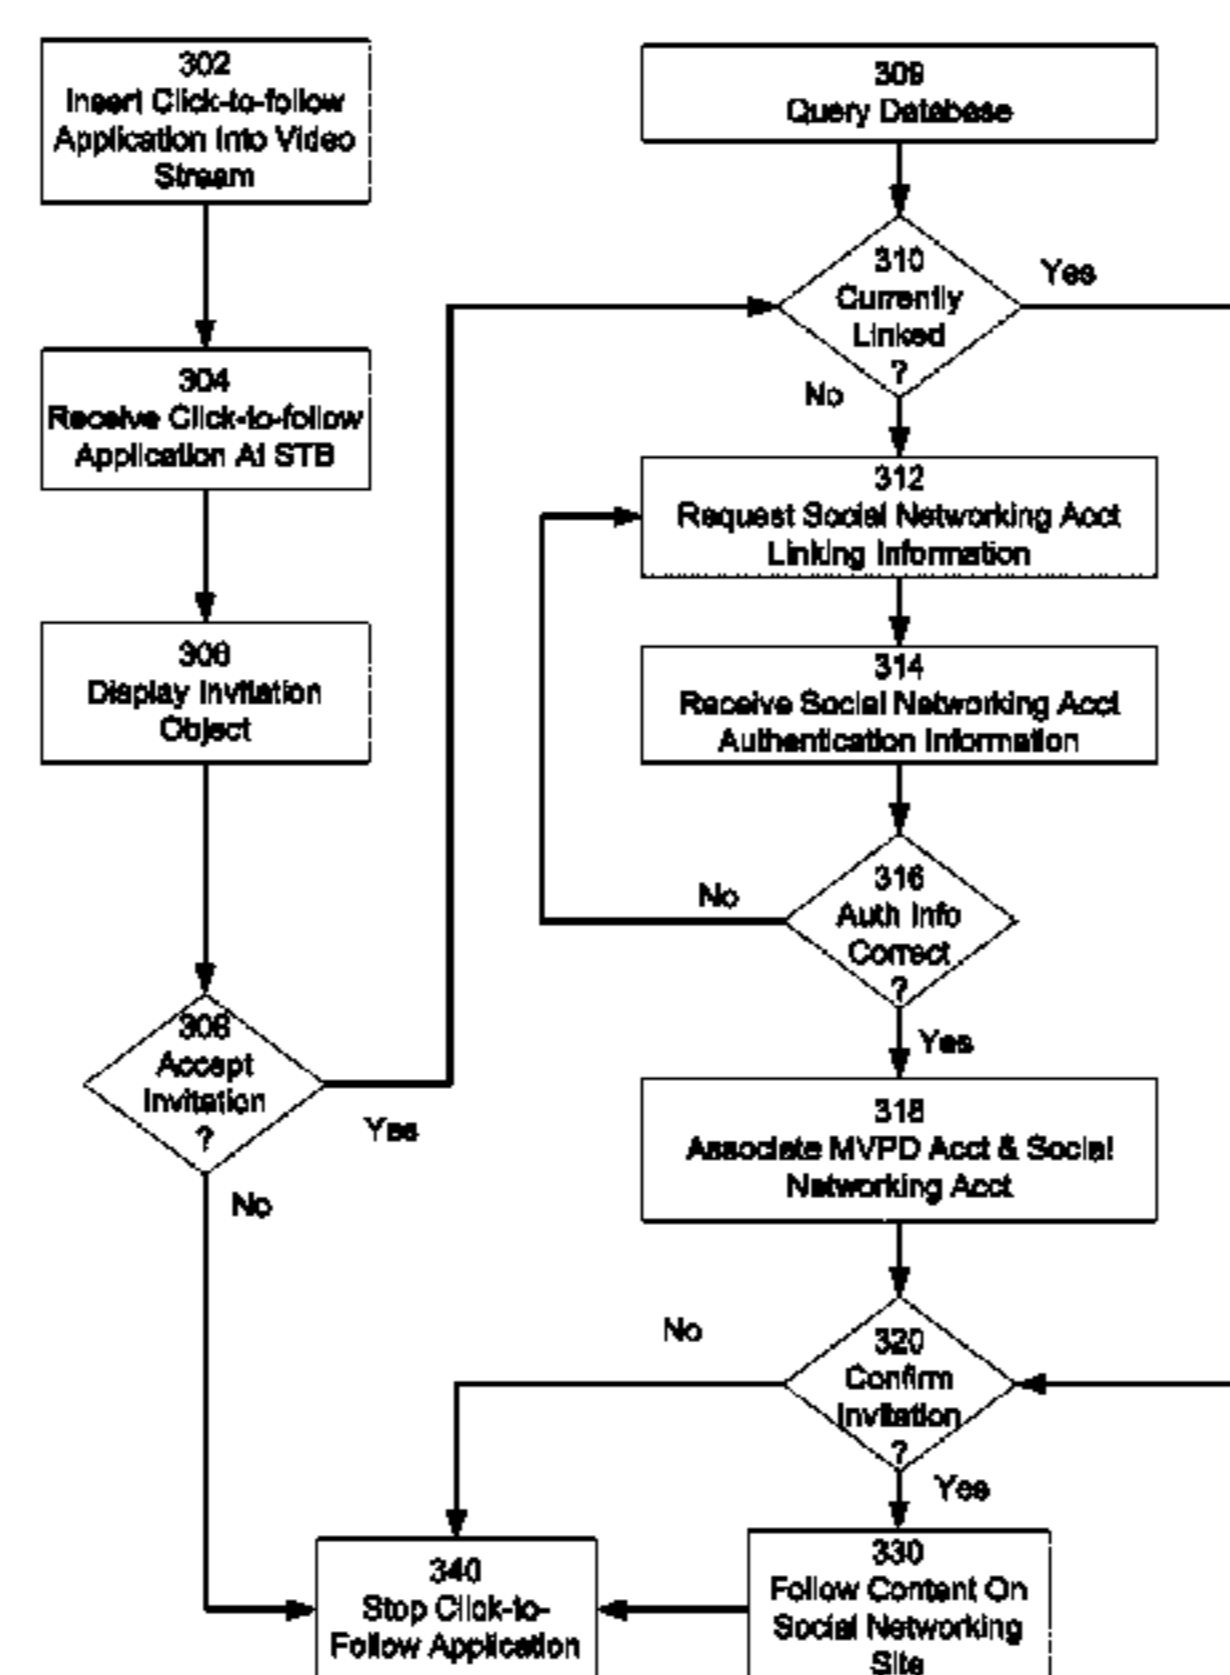 302
Insert Click-to-follow
Application Into Video
Stream
304
Receive Click-to-follow
Application At STB
306
Display Invitation
Object
308
Accept
Invitation
?
Yes
No
309
Query Database
310
Currently
Linked
?
Yes
No
312
Request Social Networking Acct
Linking Information
314
Receive Social Networking Acct
Authentication Information
316
Auth Info
Correct
?
No
Yes
318
Associate MVPD Acct & Social
Networking Acct
320
Confirm
Invitation
?
No
Yes
330
Follow Content On
Social Networking
Site
340
Stop Click-to-
Follow Application